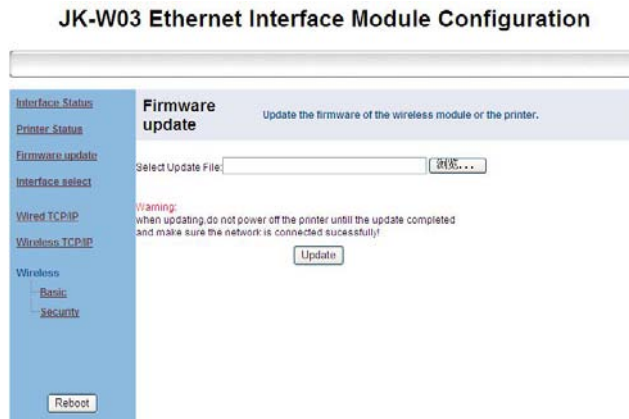 JK-W03 Ethernet Interface Module Configuration
Interface Status
Printer Status
Firmware update
Interface select
Wired TCP/IP
Wireless TCP/IP
Wireless
Basic
Security
Reboot
Firmware
update
Update the firmware of the wireless module or the printer.
Select Update File:
浏览...
Warning:
when updating,do not power off the printer untill the update completed
and make sure the network is connected sucessfully!
Update